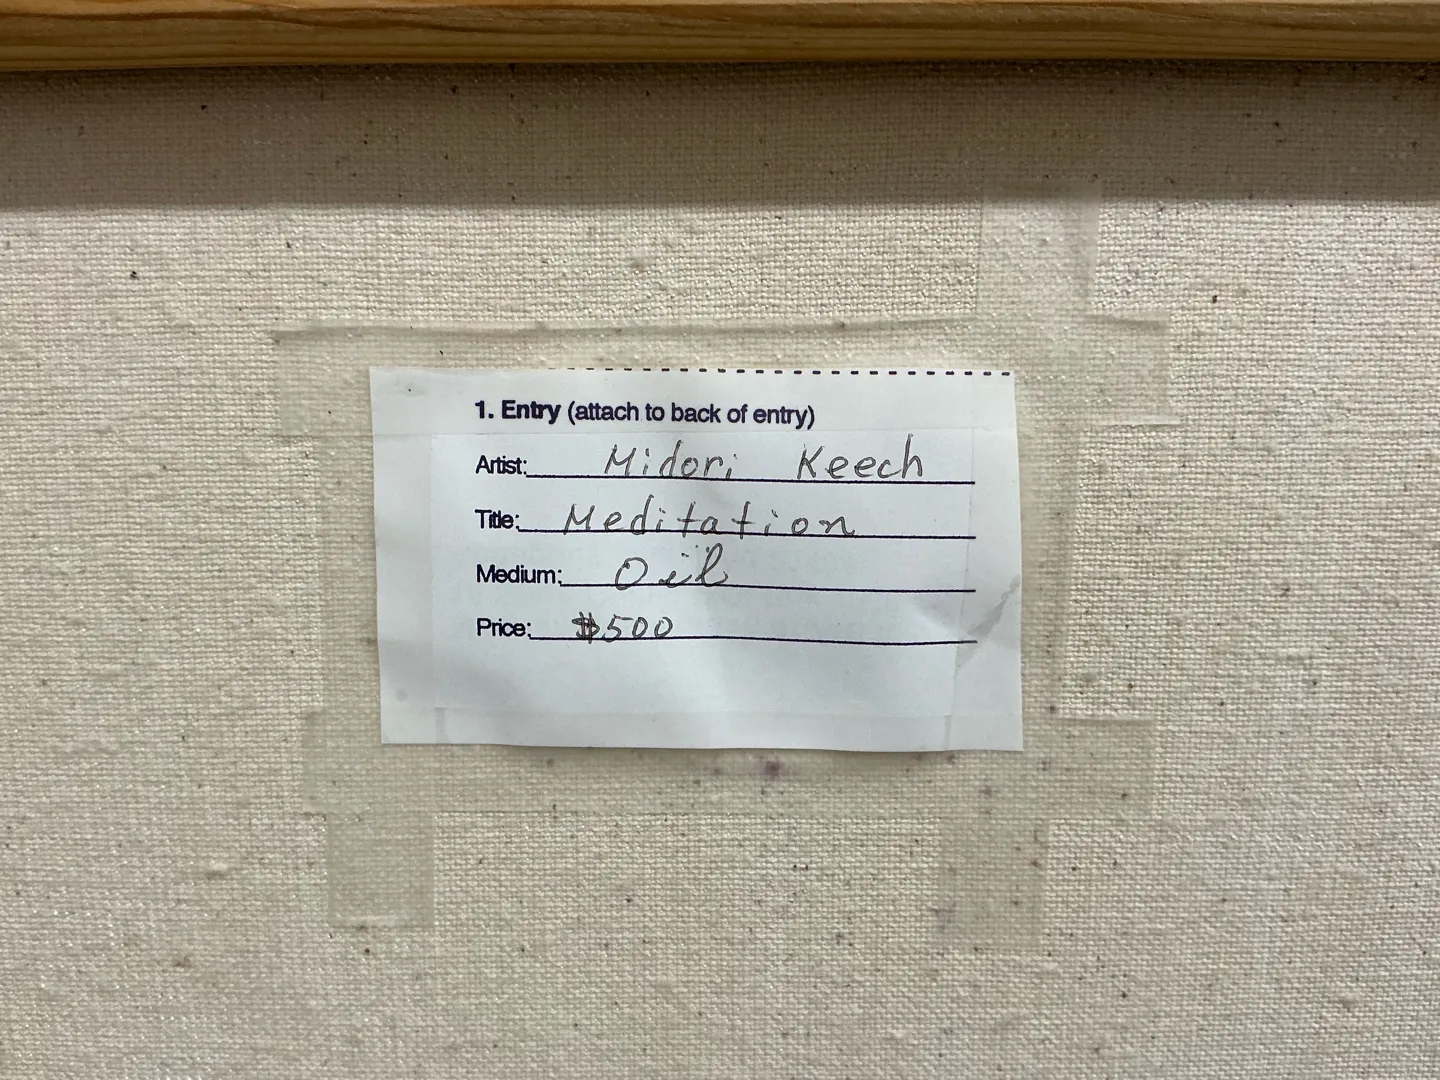 1. Entry (attach to back of entry)
Artist: Midori Keech
Title: Meditation
Medium: Oil
Price: $500